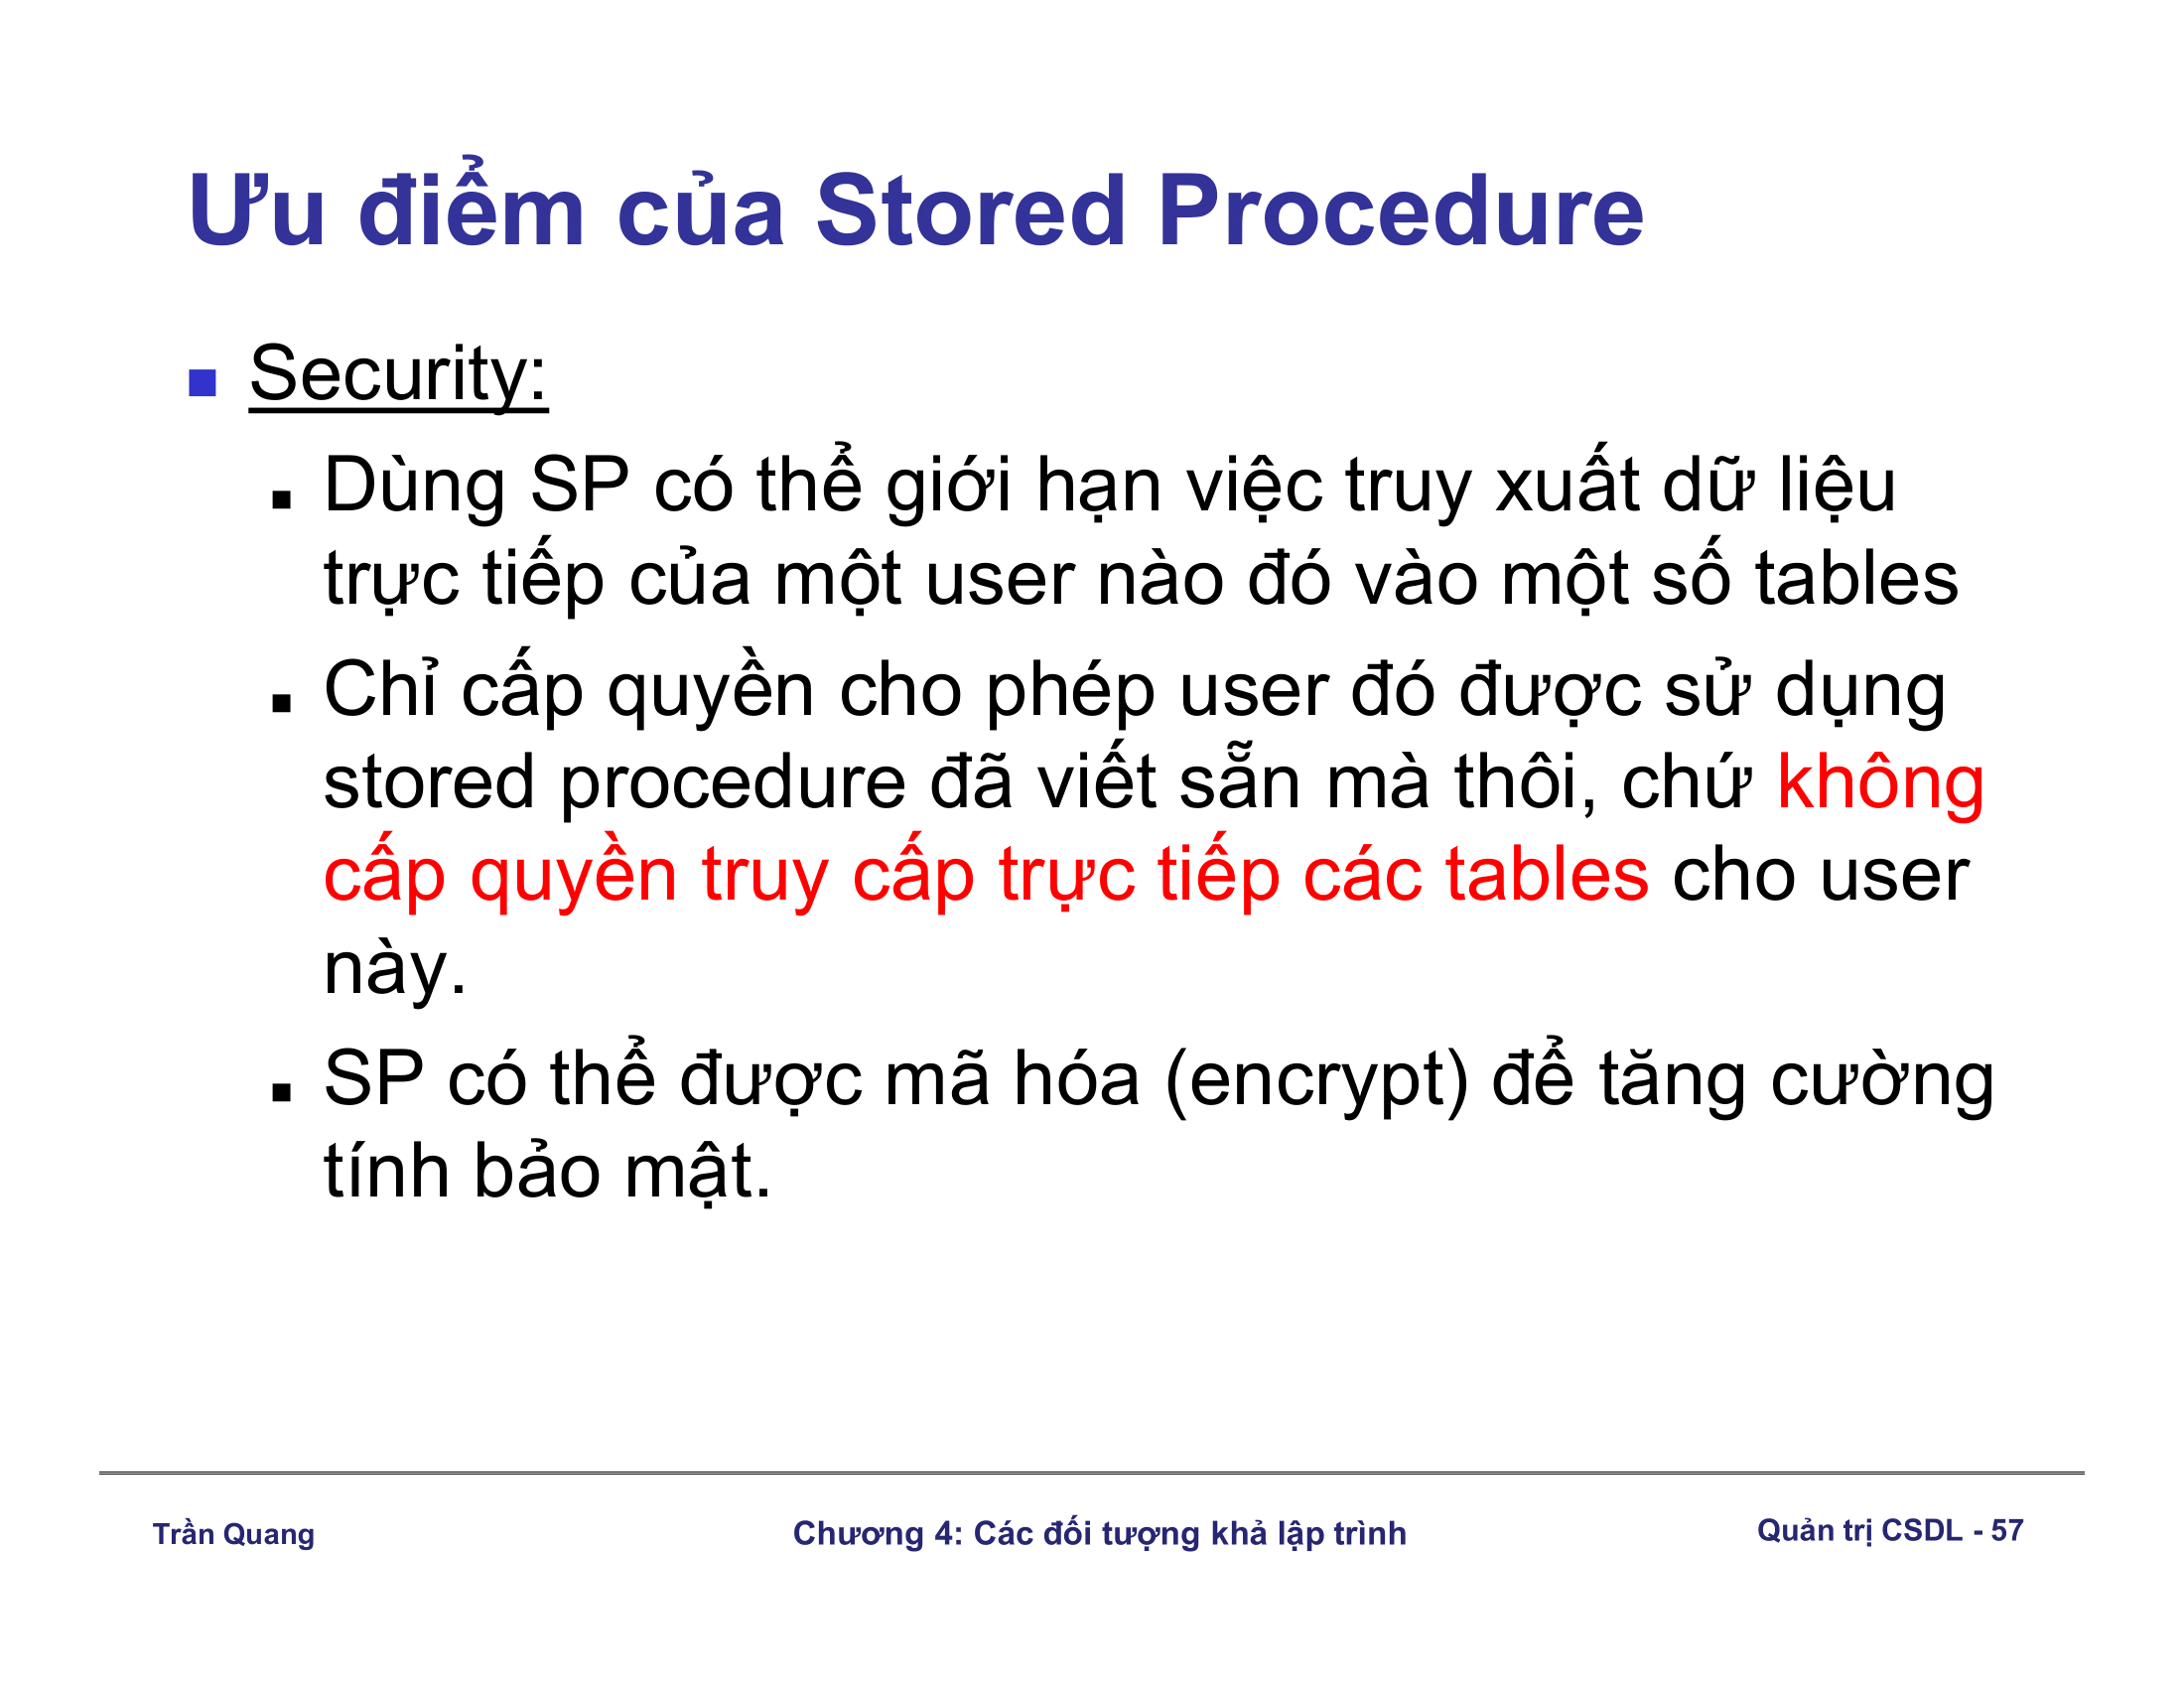 Ưu điểm của Stored Procedure
Security:
Dùng SP có thể giới hạn việc truy xuất dữ liệu
trực tiếp của một user nào đó vào một số tables
Chỉ cấp quyền cho phép user đó được sử dụng
stored procedure đã viết sẵn mà thôi, chứ không
cấp quyền truy cấp trực tiếp các tables cho user
này.
SP có thể được mã hóa (encrypt) để tăng cường
tính bảo mật.
Trần Quang
Chương 4: Các đối tượng khả lập trình
Quản trị CSDL - 57